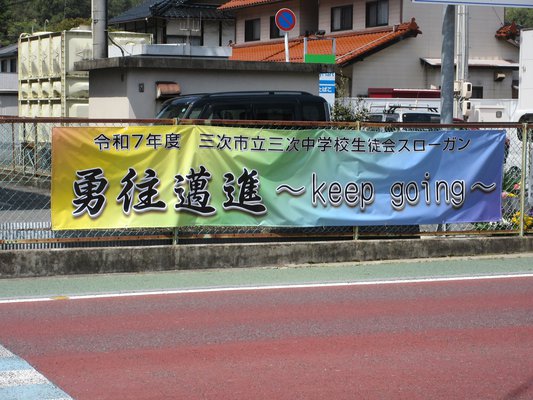 令和7年度 三次市立三次中学校生徒会スローガン
勇往邁進～keep going～